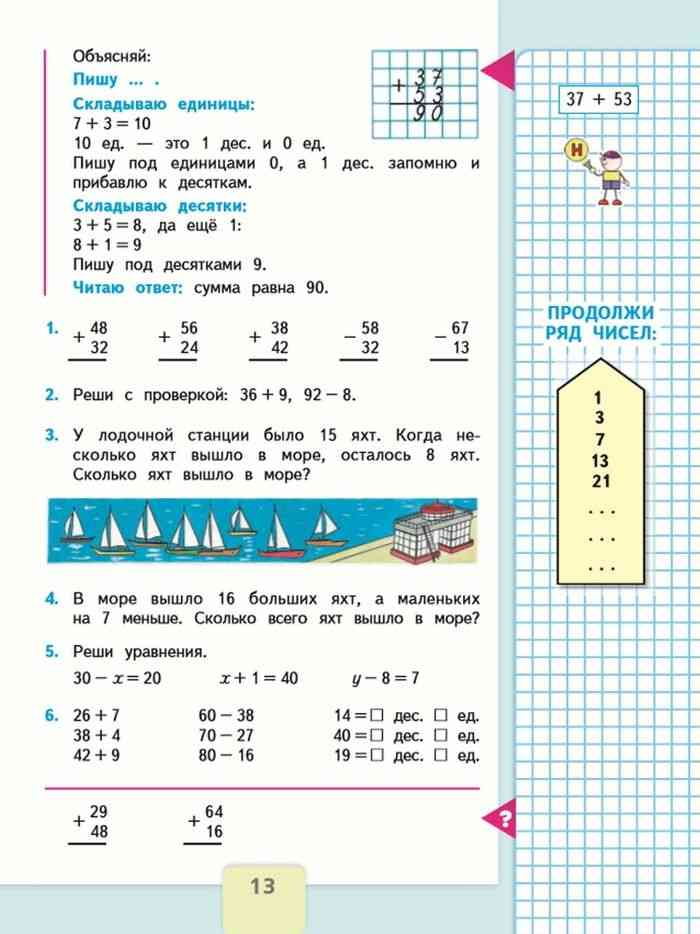 Объясняй:
Пишу ... .
Складываю единицы:
7 + 3 = 10
10 ед. — это 1 дес. и 0 ед.
Пишу под единицами 0, а 1 дес. запомню и
прибавлю к десяткам.
Складываю десятки:
3 + 5 = 8, да ещё 1:
8 + 1 = 9
Пишу под десятками 9.
Читаю ответ: сумма равна 90.
+ 37
53
90
37 + 53
Н
1. + 48 + 56 + 38 − 58 − 67
32 24 42 32 13
2. Реши с проверкой: 36 + 9, 92 − 8.
3. У лодочной станции было 15 яхт. Когда не-
сколько яхт вышло в море, осталось 8 яхт.
Сколько яхт вышло в море?
4. В море вышло 16 больших яхт, а маленьких
на 7 меньше. Сколько всего яхт вышло в море?
5. Реши уравнения.
30 − x = 20 x + 1 = 40 y − 8 = 7
6. 26 + 7 60 − 38 14 = □ дес. □ ед.
38 + 4 70 − 27 40 = □ дес. □ ед.
42 + 9 80 − 16 19 = □ дес. □ ед.
+ 29 + 64
48 16
?
ПРОДОЛЖИ
РЯД ЧИСЕЛ:
1
3
7
13
21
...
...
...
13